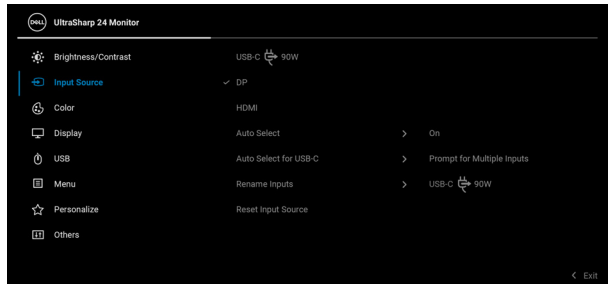 DELL UltraSharp 24 Monitor
Brightness/Contrast USB-C 90W
Input Source DP
Color HDMI
Display Auto Select On
USB Auto Select for USB-C Prompt for Multiple Inputs
Menu Rename Inputs USB-C 90W
Personalize Reset Input Source
Others
Exit